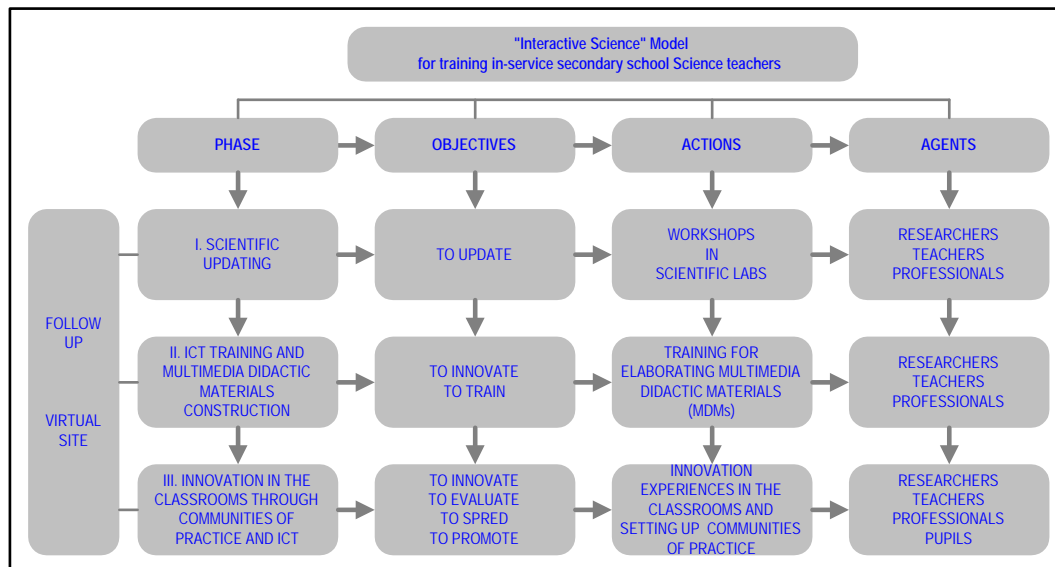 "Interactive Science" Model
for training in-service secondary school Science teachers
PHASE
OBJECTIVES
ACTIONS
AGENTS
FOLLOW
UP
VIRTUAL
SITE
I. SCIENTIFIC
UPDATING
TO UPDATE
WORKSHOPS
IN
SCIENTIFIC LABS
RESEARCHERS
TEACHERS
PROFESSIONALS
II. ICT TRAINING AND
MULTIMEDIA DIDACTIC
MATERIALS
CONSTRUCTION
TO INNOVATE
TO TRAIN
TRAINING FOR
ELABORATING MULTIMEDIA
DIDACTIC MATERIALS
(MDMs)
RESEARCHERS
TEACHERS
PROFESSIONALS
III. INNOVATION IN THE
CLASSROOMS THROUGH
COMMUNITIES OF
PRACTICE AND ICT
TO INNOVATE
TO EVALUATE
TO SPRED
TO PROMOTE
INNOVATION
EXPERIENCES IN THE
CLASSROOMS AND
SETTING UP COMMUNITIES
OF PRACTICE
RESEARCHERS
TEACHERS
PROFESSIONALS
PUPILS